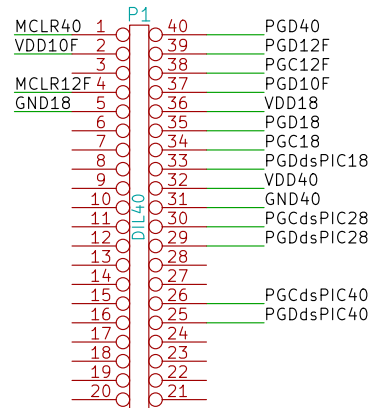 P1
MCLR40 1 40 PGD40
VDD10F 2 39 PGD12F
3 38 PGC12F
MCLR12F 4 37 PGD10F
GND18 5 36 VDD18
6 35 PGD18
7 34 PGC18
8 33 PGDdsPIC18
9 32 VDD40
10 31 GND40
11 30 PGCdsPIC28
12 29 PGDdsPIC28
13 28
14 27
15 26 PGCdsPIC40
16 25 PGDdsPIC40
17 24
18 23
19 22
20 21
DIL40